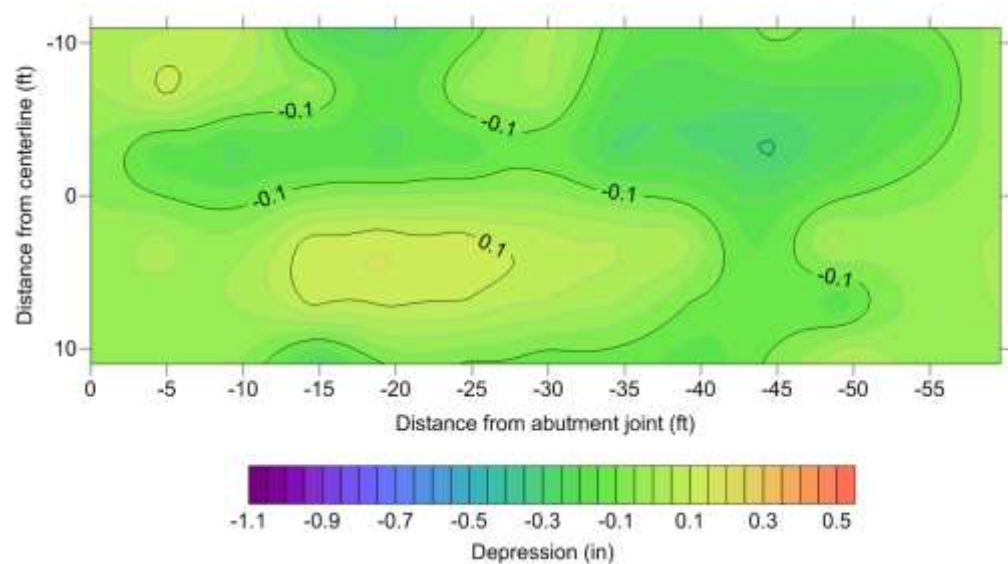 -10
0
10
Distance from centerline (ft)
-0.1
-0.1
-0.1
-0.1
0.1
-0.1
0 -5 -10 -15 -20 -25 -30 -35 -40 -45 -50 -55
Distance from abutment joint (ft)
-1.1 -0.9 -0.7 -0.5 -0.3 -0.1 0.1 0.3 0.5
Depression (in)